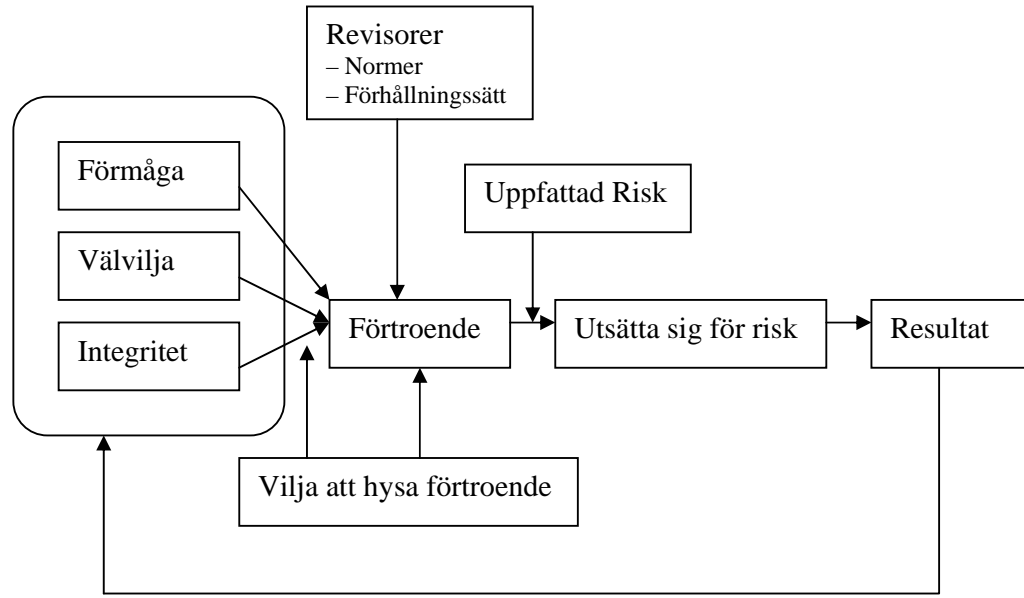 Revisorer
– Normer
– Förhållningssätt
Förmåga
Uppfattad Risk
Välvilja
Integritet
Förtroende
Utsätta sig för risk
Resultat
Vilja att hysa förtroende